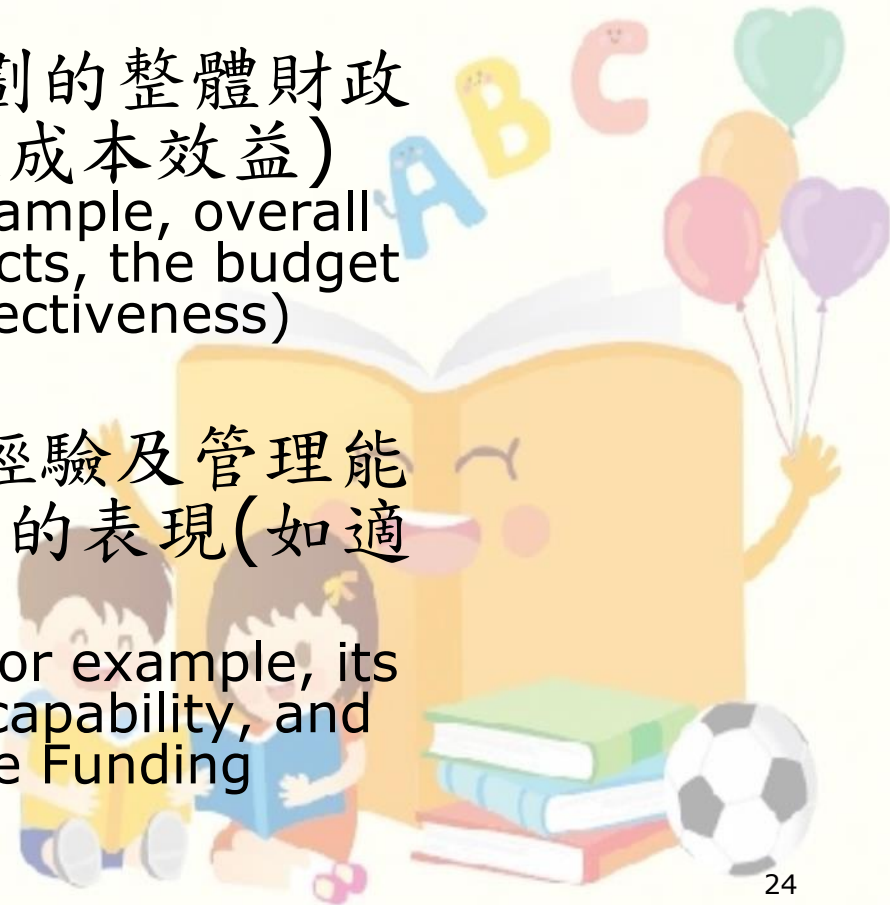 劃的整體財政
成本效益)
ample, overall
cts, the budget
ectiveness)
經驗及管理能
的表現(如適
or example, its
capability, and
e Funding
ABC
24